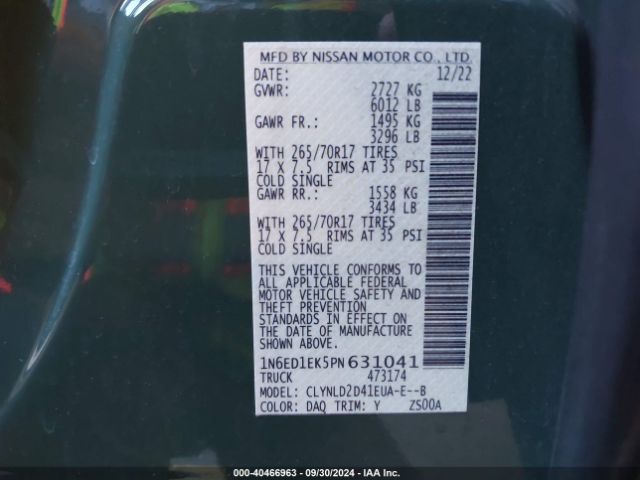 MFD BY NISSAN MOTOR CO., LTD.
DATE: 12/22
GVWR: 2727 KG
6012 LB
GAWR FR.: 1495 KG
3296 LB
WITH 265/70R17 TIRES
17 X 7.5 RIMS AT 35 PSI
COLD SINGLE
GAWR RR.: 1558 KG
3434 LB
WITH 265/70R17 TIRES
17 X 7.5 RIMS AT 35 PSI
COLD SINGLE
THIS VEHICLE CONFORMS TO
ALL APPLICABLE FEDERAL
MOTOR VEHICLE SAFETY AND
THEFT PREVENTION
STANDARDS IN EFFECT ON
THE DATE OF MANUFACTURE
SHOWN ABOVE.
1N6ED1EK5PN631041
TRUCK 473174
MODEL: CLYNLD2D41EUA-E--B
COLOR: DAQ TRIM: Y ZS00A
000-40466963 - 09/30/2024 - IAA Inc.